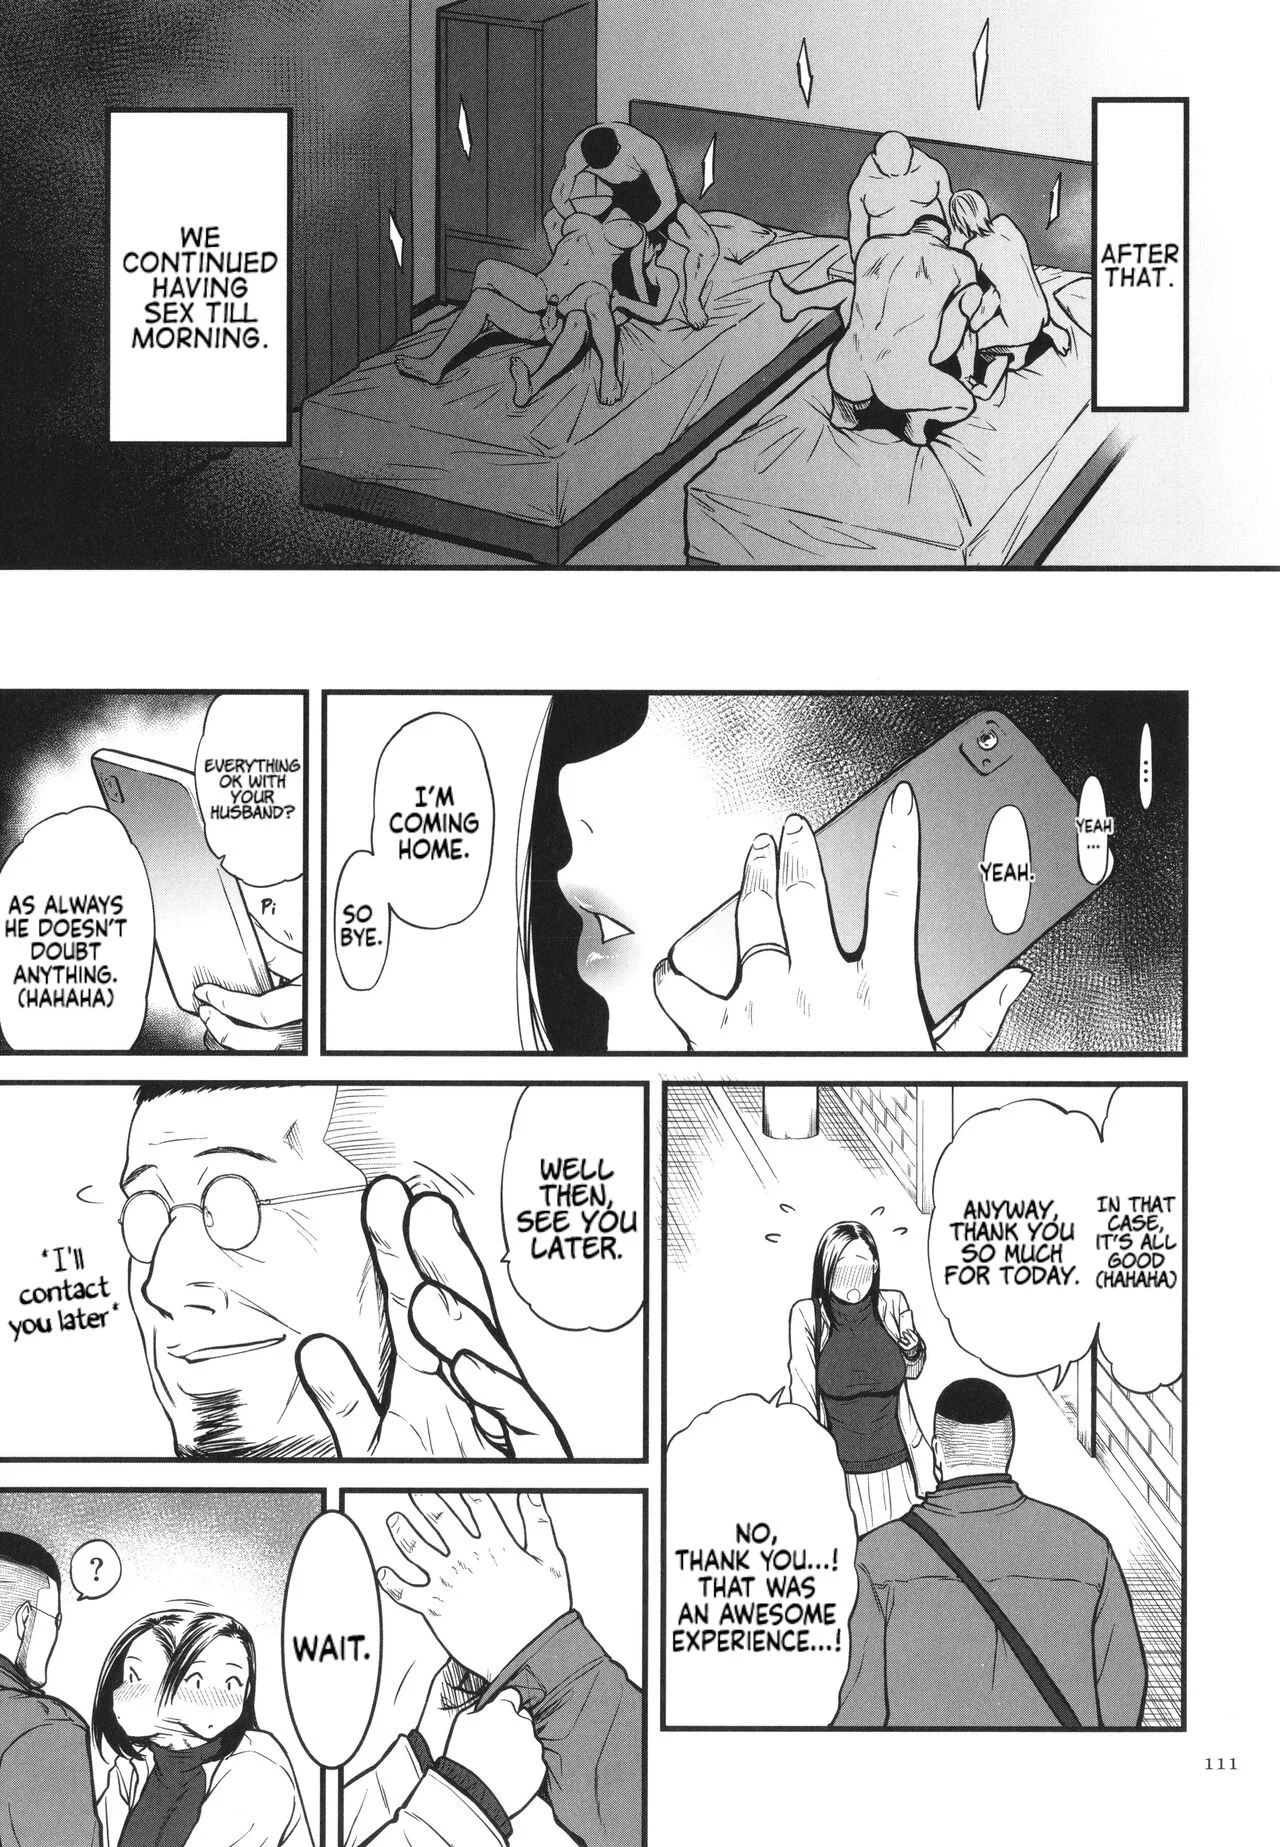 AFTER
THAT.
WE
CONTINUED
HAVING
SEX TILL
MORNING.
...
YEAH
...
YEAH.
I'M
COMING
HOME.
SO
BYE.
EVERYTHING
OK WITH
YOUR
HUSBAND?
Pi
AS ALWAYS
HE DOESN'T
DOUBT
ANYTHING.
(HAHAHA)
IN THAT
CASE,
IT'S ALL
GOOD
(HAHAHA)
ANYWAY,
THANK YOU
SO MUCH
FOR TODAY.
NO,
THANK YOU...!
THAT WAS
AN AWESOME
EXPERIENCE...!
WELL
THEN,
SEE YOU
LATER.
*I'll
contact
you later*
WAIT.
?
111